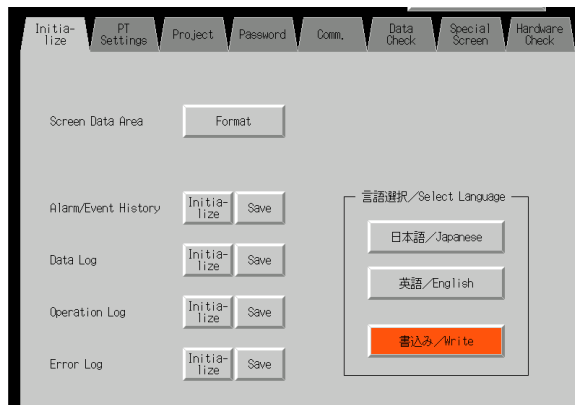 Initia-
lize
PT
Settings
Project
Password
Comm.
Data
Check
Special
Screen
Hardware
Check
Screen Data Area
Format
Alarm/Event History
Initia-
lize
Save
Data Log
Initia-
lize
Save
Operation Log
Initia-
lize
Save
Error Log
Initia-
lize
Save
言語選択／Select Language
日本語／Japanese
英語／English
書込み／Write